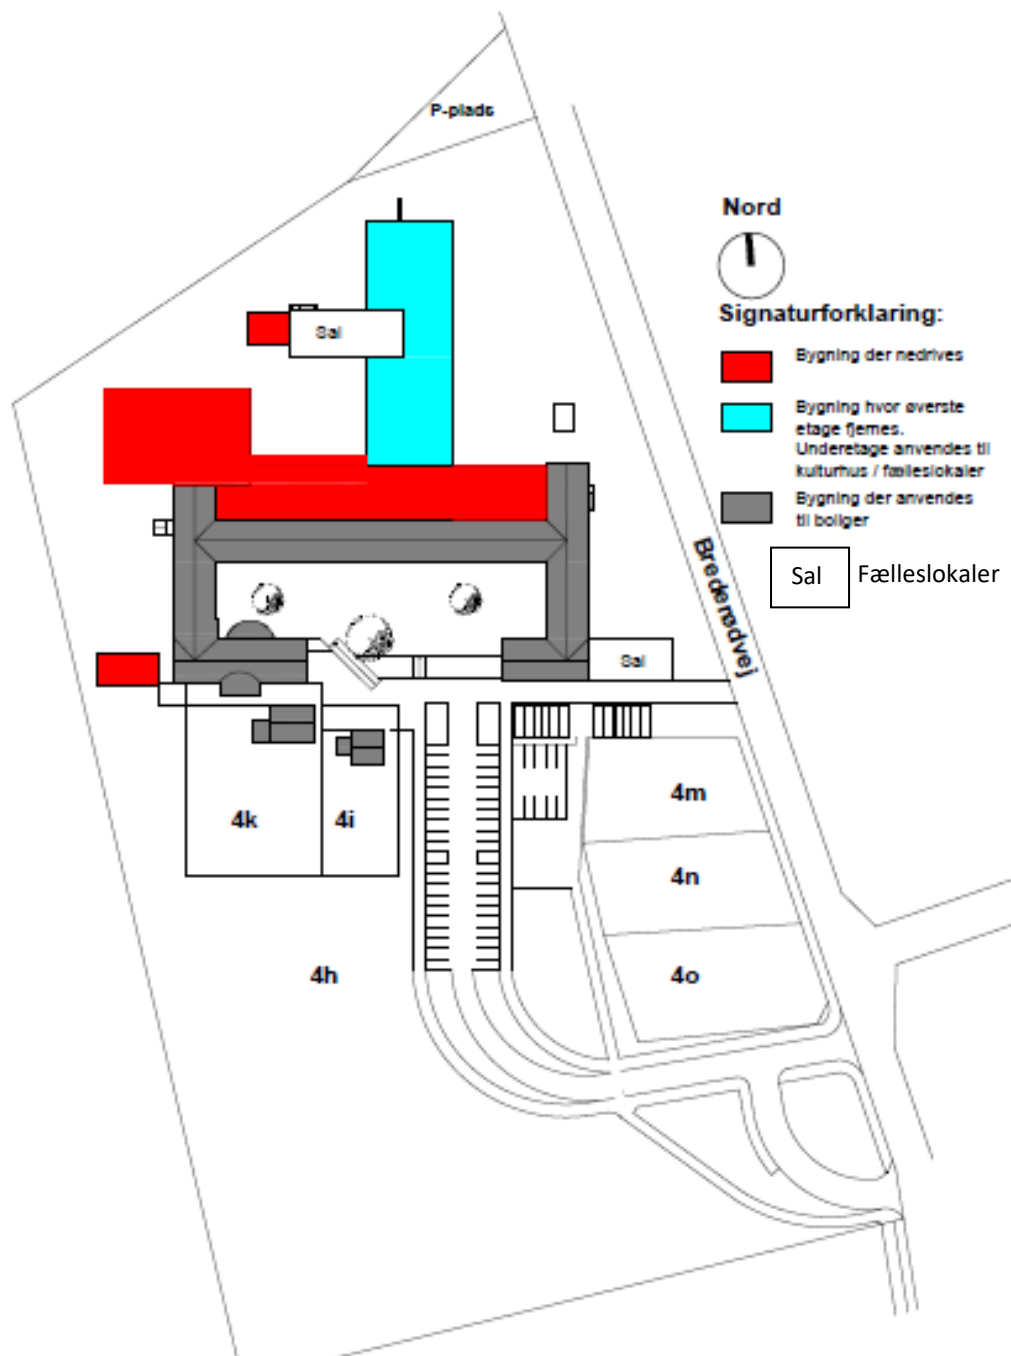 P-plads
Nord
Signaturforklaring:
Bygning der nedrives
Bygning hvor øverste
etage fjernes.
Underetage anvendes til
kulturhus / fælleslokaler
Bygning der anvendes
til boliger
Sal Fælleslokaler
Sal
Brederødvej
Sal
4m
4k
4i
4n
4h
4o